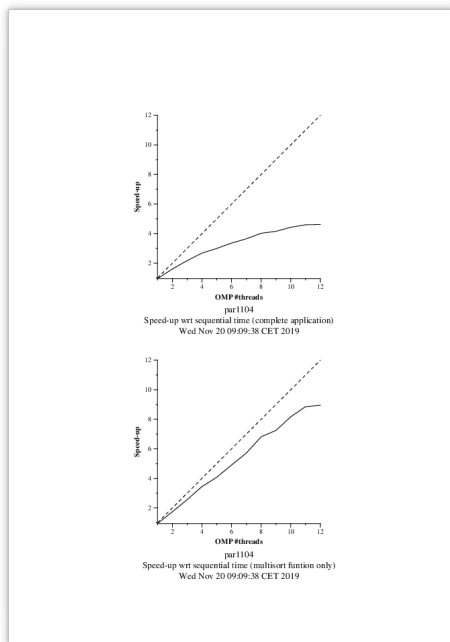 12
10
8
6
4
2
Speed-up
2 4 6 8 10 12
OMP #threads
par1104
Speed-up wrt sequential time (complete application)
Wed Nov 20 09:09:38 CET 2019
12
10
8
6
4
2
Speed-up
2 4 6 8 10 12
OMP #threads
par1104
Speed-up wrt sequential time (multisort funtion only)
Wed Nov 20 09:09:38 CET 2019